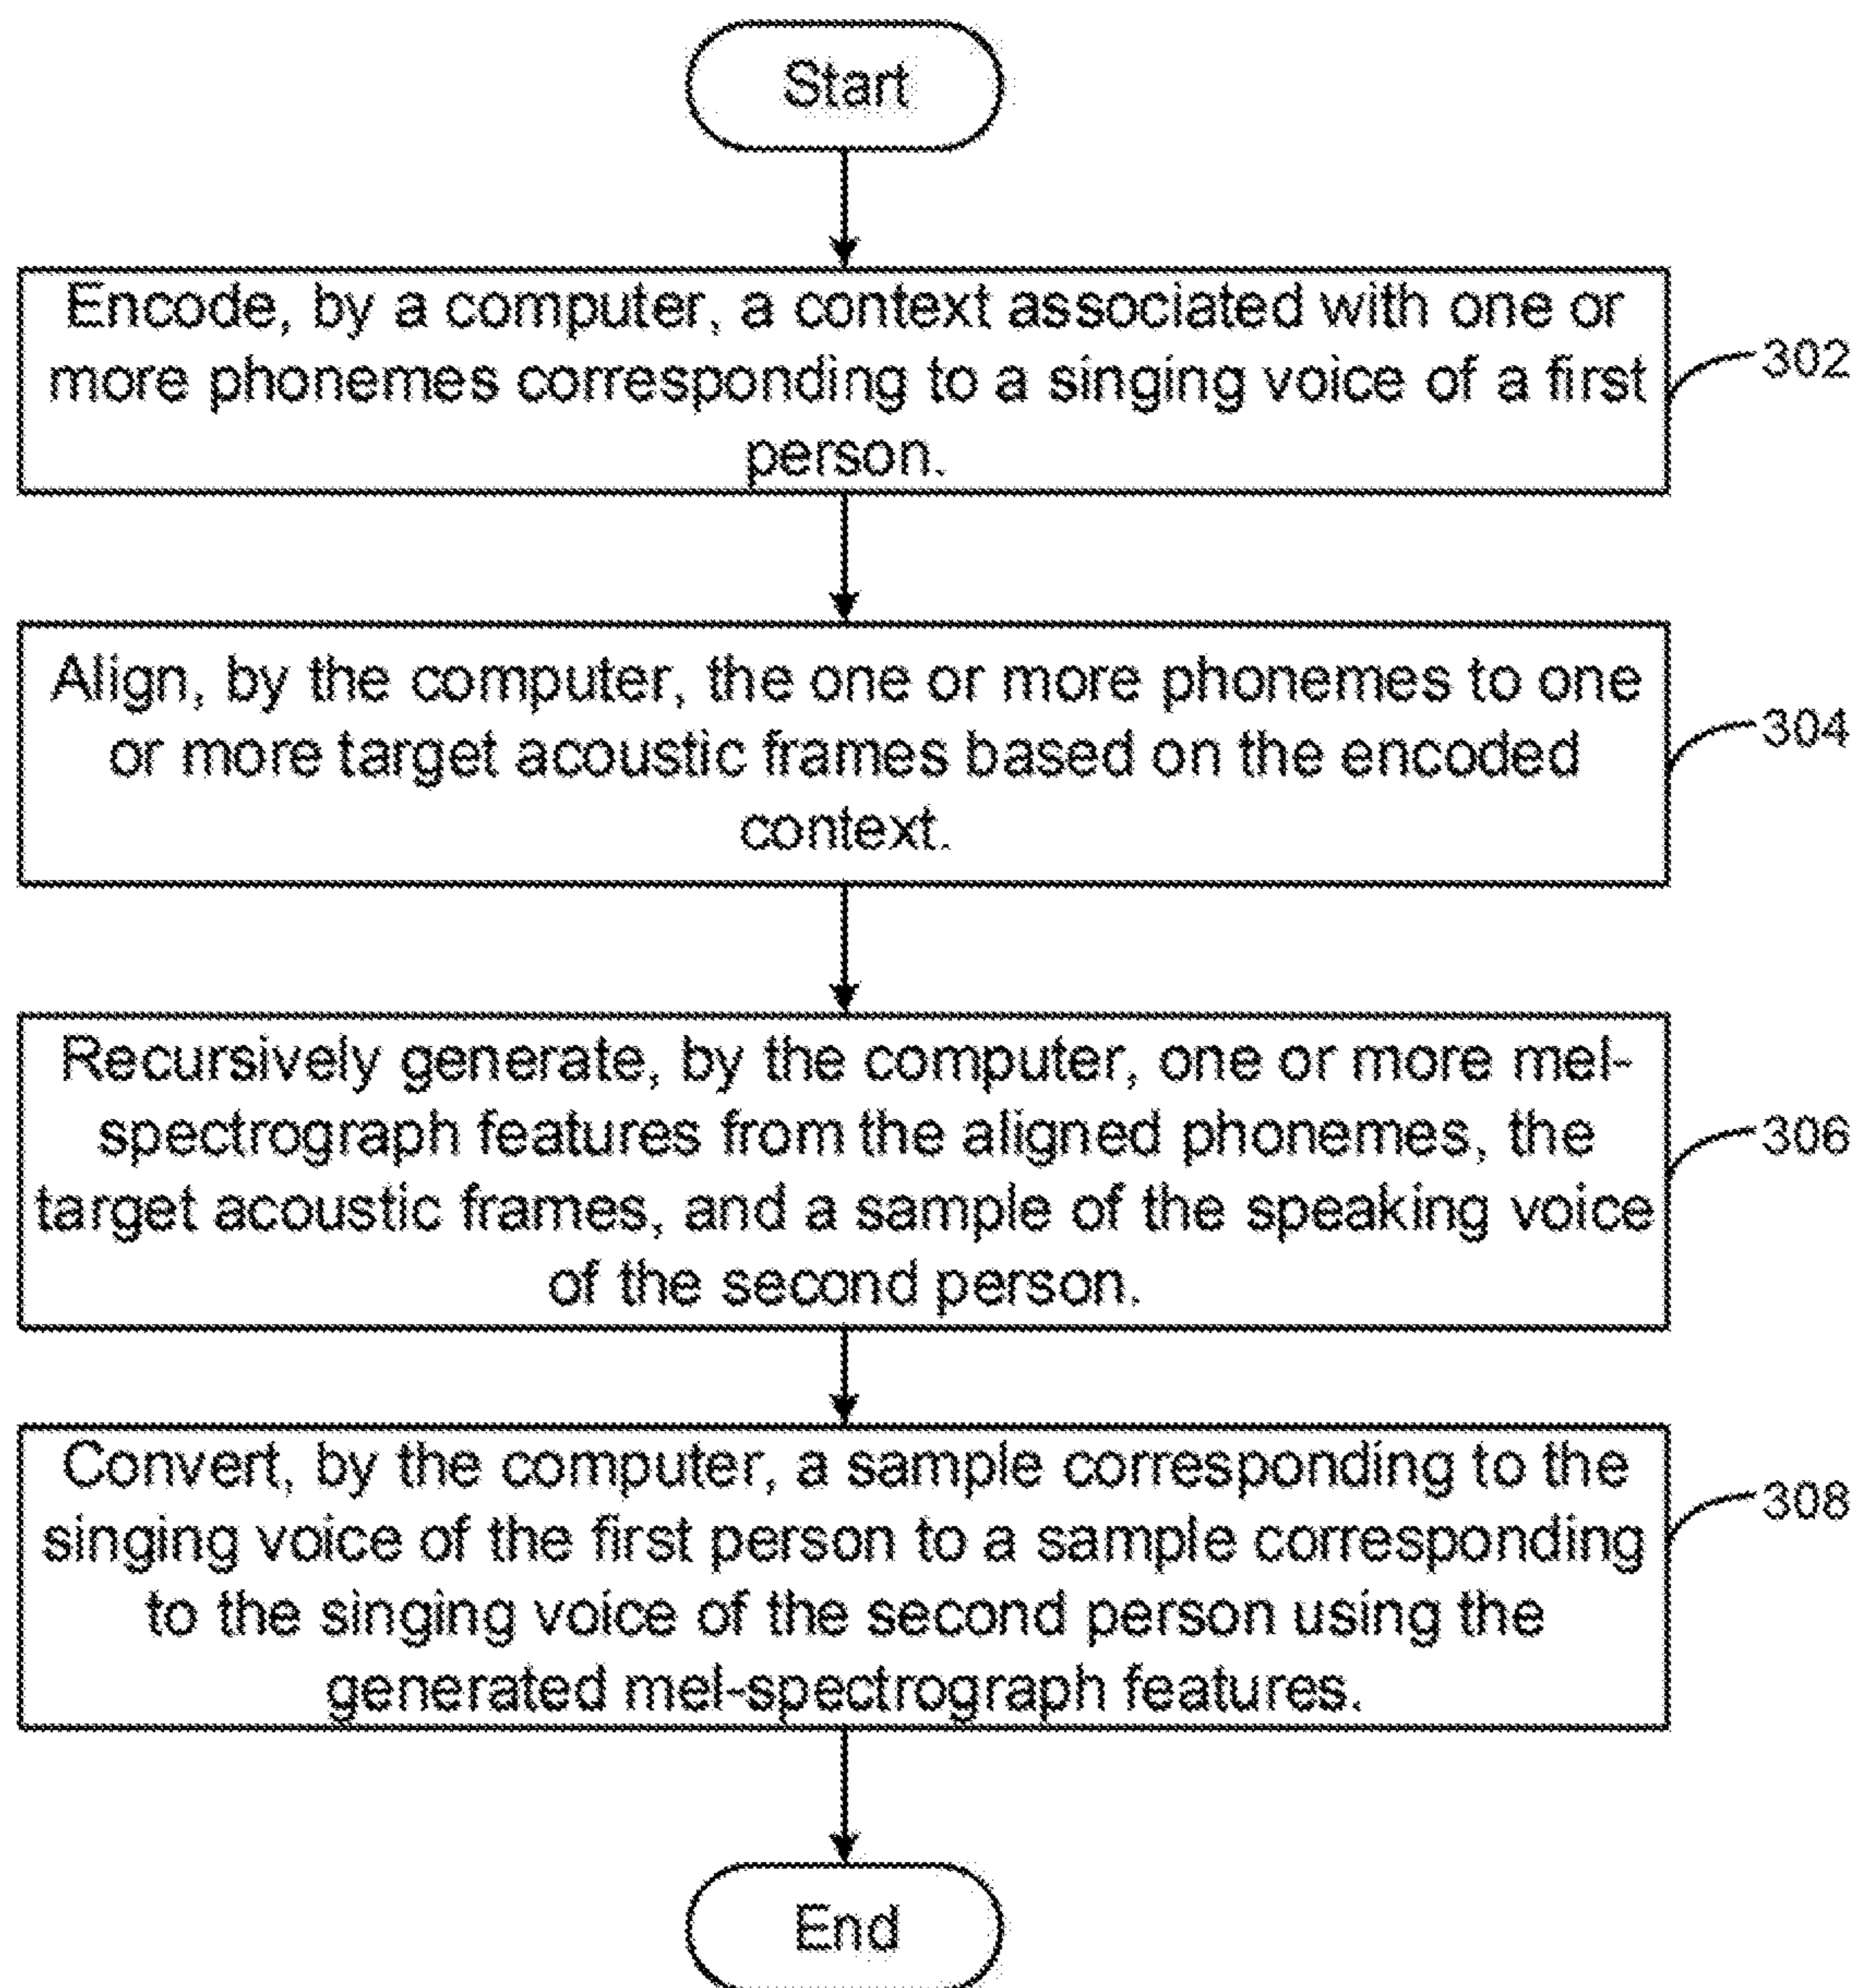 Start
Encode, by a computer, a context associated with one or
more phonemes corresponding to a singing voice of a first
person.
302
Align, by the computer, the one or more phonemes to one
or more target acoustic frames based on the encoded
context.
304
Recursively generate, by the computer, one or more mel-
spectrograph features from the aligned phonemes, the
target acoustic frames, and a sample of the speaking voice
of the second person.
306
Convert, by the computer, a sample corresponding to the
singing voice of the first person to a sample corresponding
to the singing voice of the second person using the
generated mel-spectrograph features.
308
End